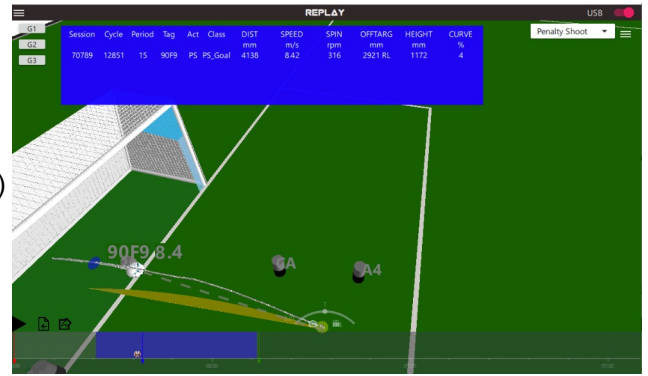 REPLAY
USB
G1
G2
G3
Session Cycle Period Tag Act Class DIST SPEED SPIN OFFTARG HEIGHT CURVE
mm m/s rpm mm mm %
70789 12851 15 90F9 PS PS_Goal 4138 8.42 316 2921 RL 1172 4
Penalty Shoot
90F9 8.4
A4